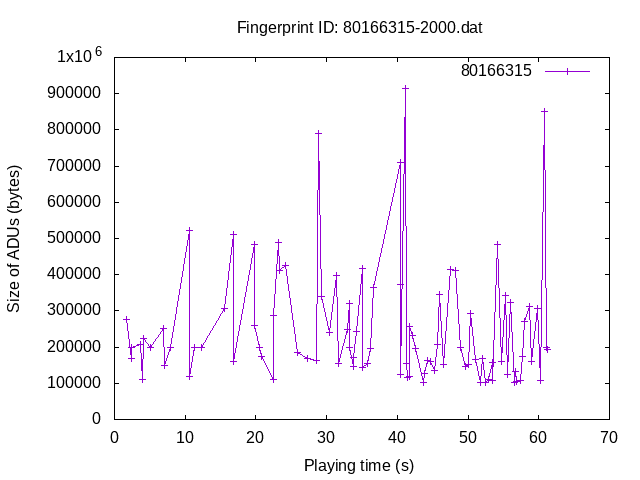 Fingerprint ID: 80166315-2000.dat
1x10^6
80166315
900000
800000
700000
600000
500000
400000
300000
200000
100000
0
Size of ADUs (bytes)
0 10 20 30 40 50 60 70
Playing time (s)